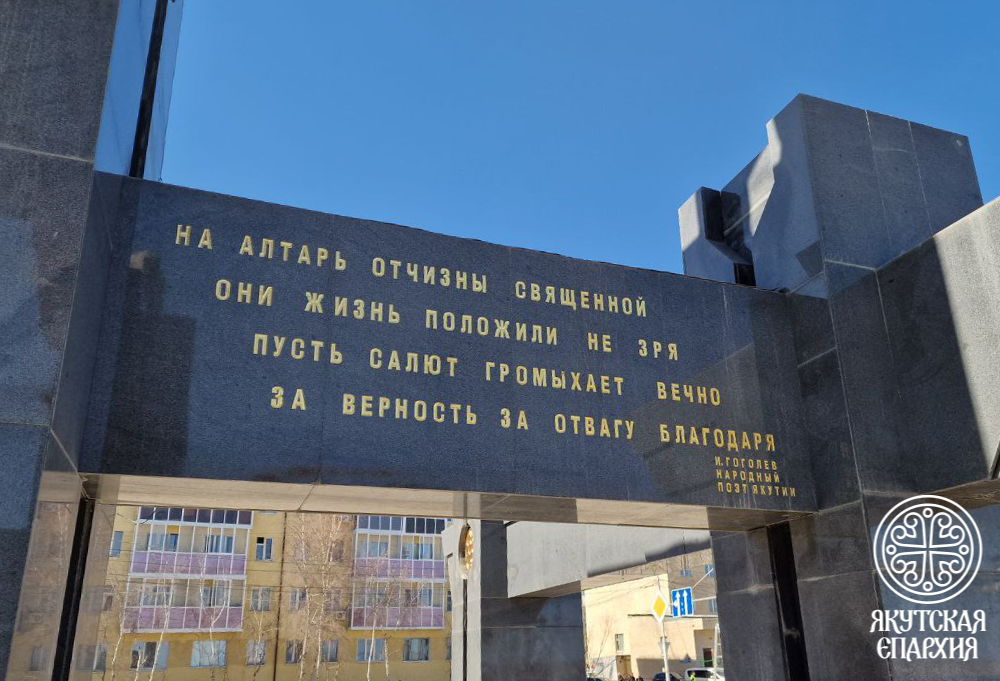 НА АЛТАРЬ ОТЧИЗНЫ СВЯЩЕННОЙ
ОНИ ЖИЗНЬ ПОЛОЖИЛИ НЕ ЗРЯ
ПУСТЬ САЛЮТ ГРОМЫХАЕТ ВЕЧНО
ЗА ВЕРНОСТЬ ЗА ОТВАГУ БЛАГОДАРЯ
И.ГОГОЛЕВ
НАРОДНЫЙ
ПОЭТ ЯКУТИИ
ЯКУТСКАЯ
ЕПАРХИЯ